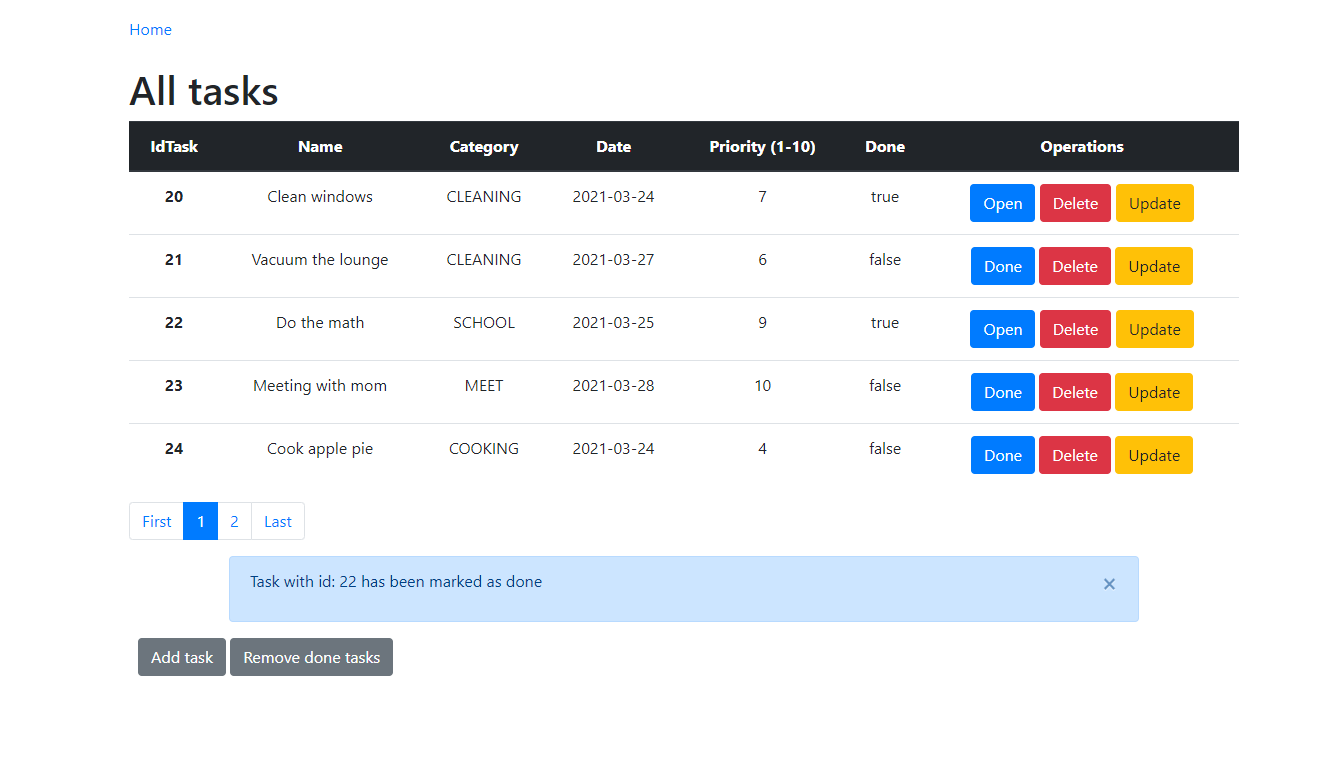 Home
All tasks
IdTask Name Category Date Priority (1-10) Done Operations
20 Clean windows CLEANING 2021-03-24 7 true Open Delete Update
21 Vacuum the lounge CLEANING 2021-03-27 6 false Done Delete Update
22 Do the math SCHOOL 2021-03-25 9 true Open Delete Update
23 Meeting with mom MEET 2021-03-28 10 false Done Delete Update
24 Cook apple pie COOKING 2021-03-24 4 false Done Delete Update
First 1 2 Last
Task with id: 22 has been marked as done ×
Add task Remove done tasks